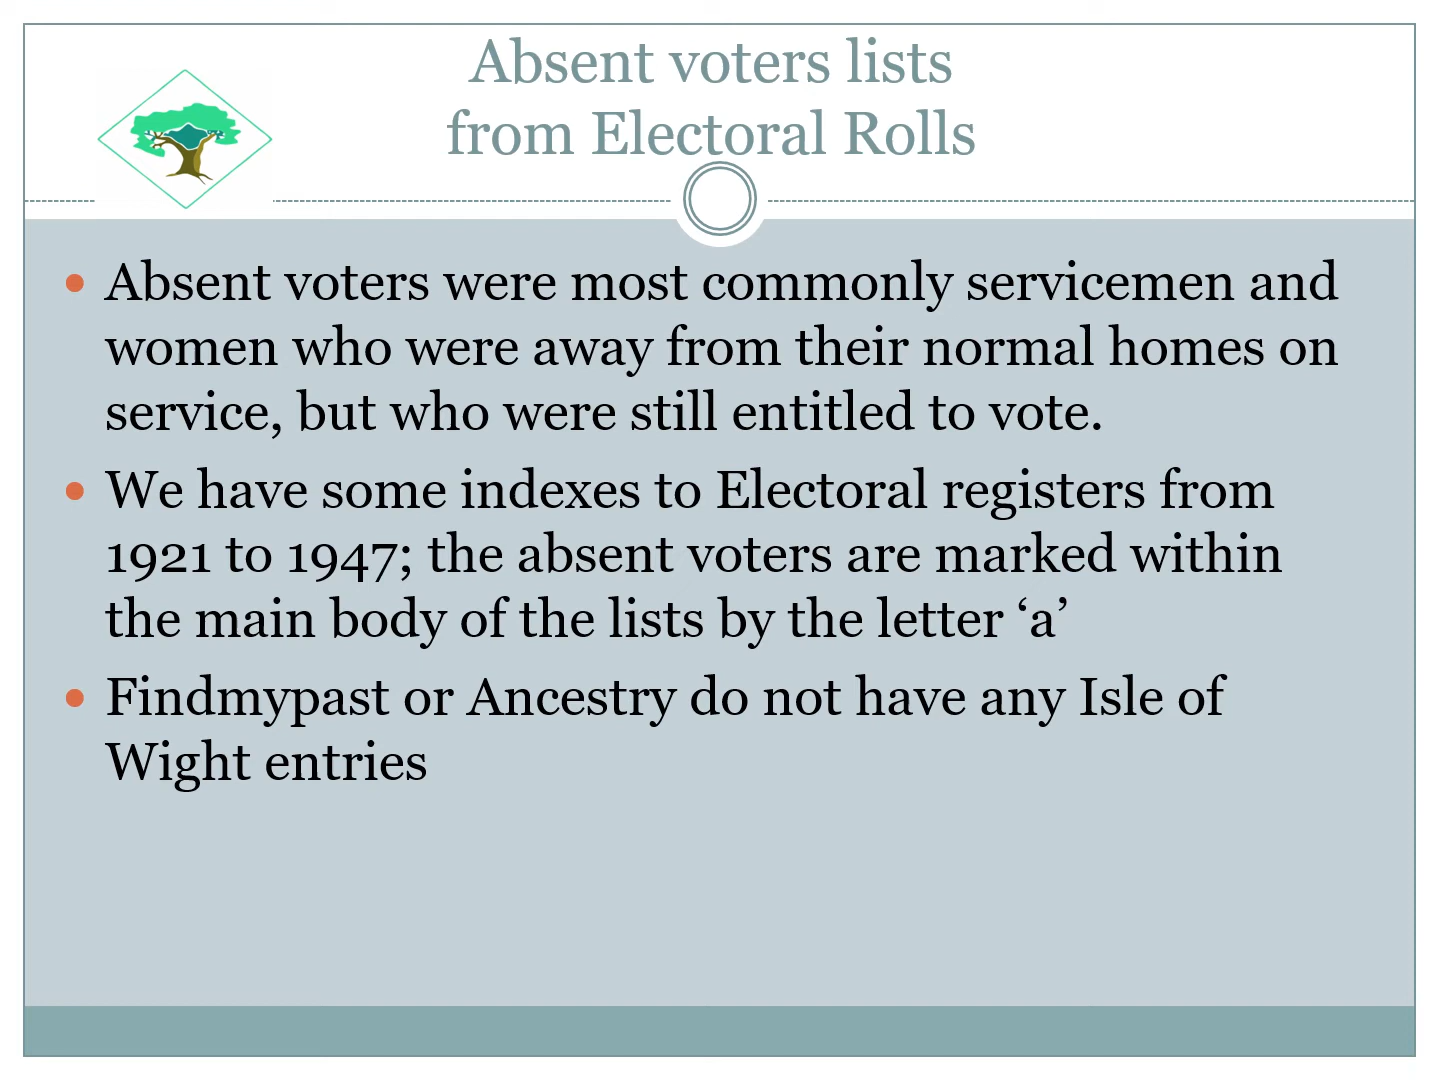 Absent voters lists
from Electoral Rolls
• Absent voters were most commonly servicemen and
women who were away from their normal homes on
service, but who were still entitled to vote.
• We have some indexes to Electoral registers from
1921 to 1947; the absent voters are marked within
the main body of the lists by the letter ‘a’
• Findmypast or Ancestry do not have any Isle of
Wight entries